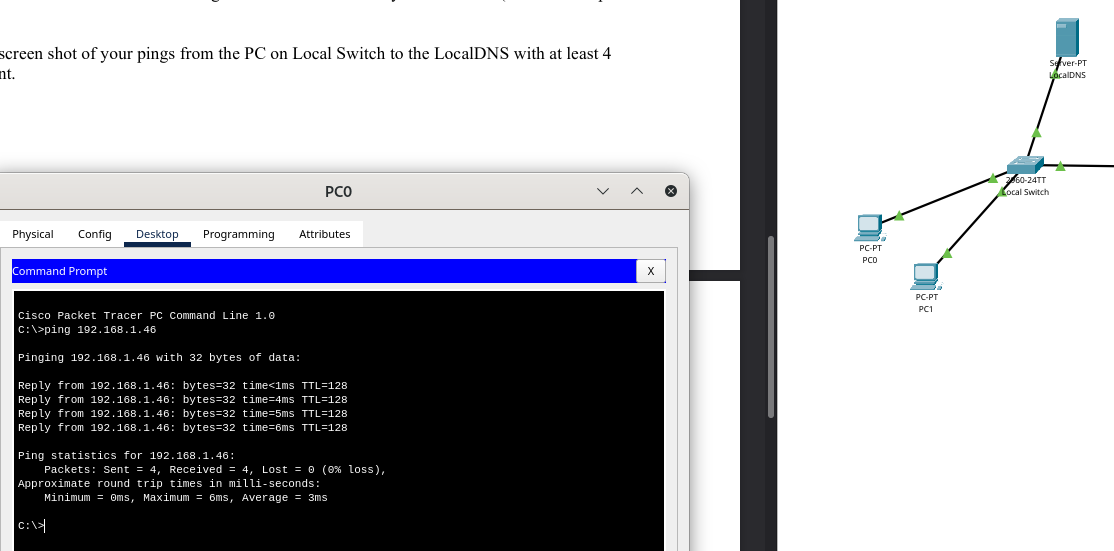 screen shot of your pings from the PC on Local Switch to the LocalDNS with at least 4
nt.
PC0
Physical Config Desktop Programming Attributes
Command Prompt
X
Cisco Packet Tracer PC Command Line 1.0
C:\>ping 192.168.1.46
Pinging 192.168.1.46 with 32 bytes of data:
Reply from 192.168.1.46: bytes=32 time<1ms TTL=128
Reply from 192.168.1.46: bytes=32 time=4ms TTL=128
Reply from 192.168.1.46: bytes=32 time=5ms TTL=128
Reply from 192.168.1.46: bytes=32 time=6ms TTL=128
Ping statistics for 192.168.1.46:
Packets: Sent = 4, Received = 4, Lost = 0 (0% loss),
Approximate round trip times in milli-seconds:
Minimum = 0ms, Maximum = 6ms, Average = 3ms
C:\>
Server-PT
LocalDNS
2960-24TT
Local Switch
PC-PT
PC0
PC-PT
PC1